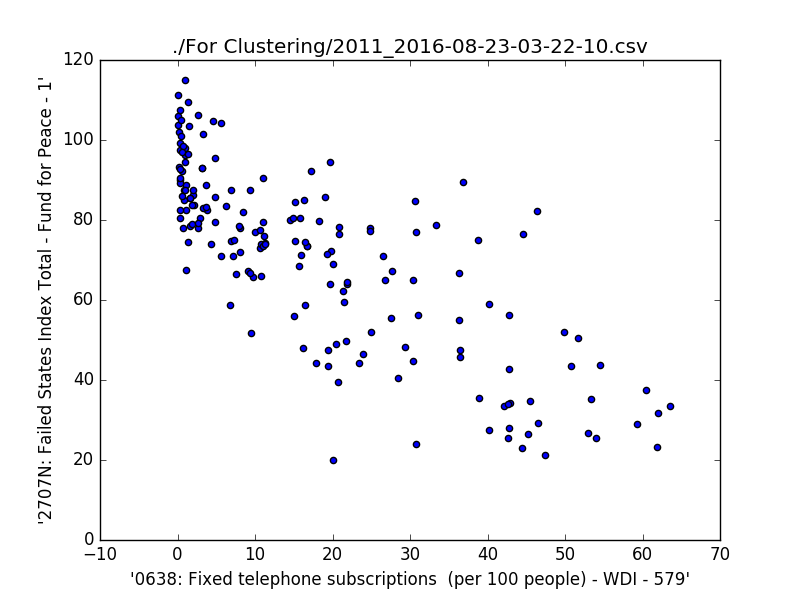 ./For Clustering/2011_2016-08-23-03-22-10.csv
120
100
80
60
40
20
0
'2707N: Failed States Index Total - Fund for Peace - 1'
−10 0 10 20 30 40 50 60 70
'0638: Fixed telephone subscriptions  (per 100 people) - WDI - 579'